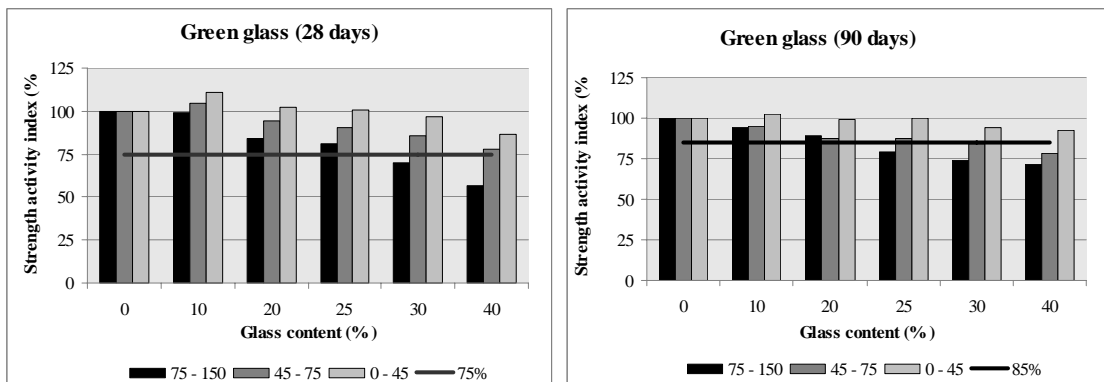 Green glass (28 days)
Strength activity index (%
125
100
75
50
25
0
0 10 20 25 30 40
Glass content (%)
75 - 150 45 - 75 0 - 45 75%
Green glass (90 days)
Strength activity index (%
125
100
75
50
25
0
0 10 20 25 30 40
Glass content (%)
75 - 150 45 - 75 0 - 45 85%